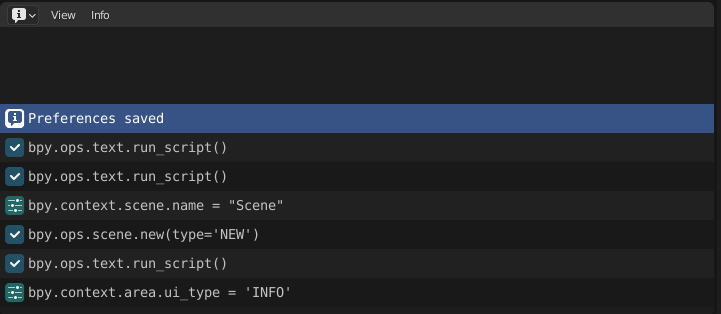 View Info
Preferences saved
bpy.ops.text.run_script()
bpy.ops.text.run_script()
bpy.context.scene.name = "Scene"
bpy.ops.scene.new(type='NEW')
bpy.ops.text.run_script()
bpy.context.area.ui_type = 'INFO'